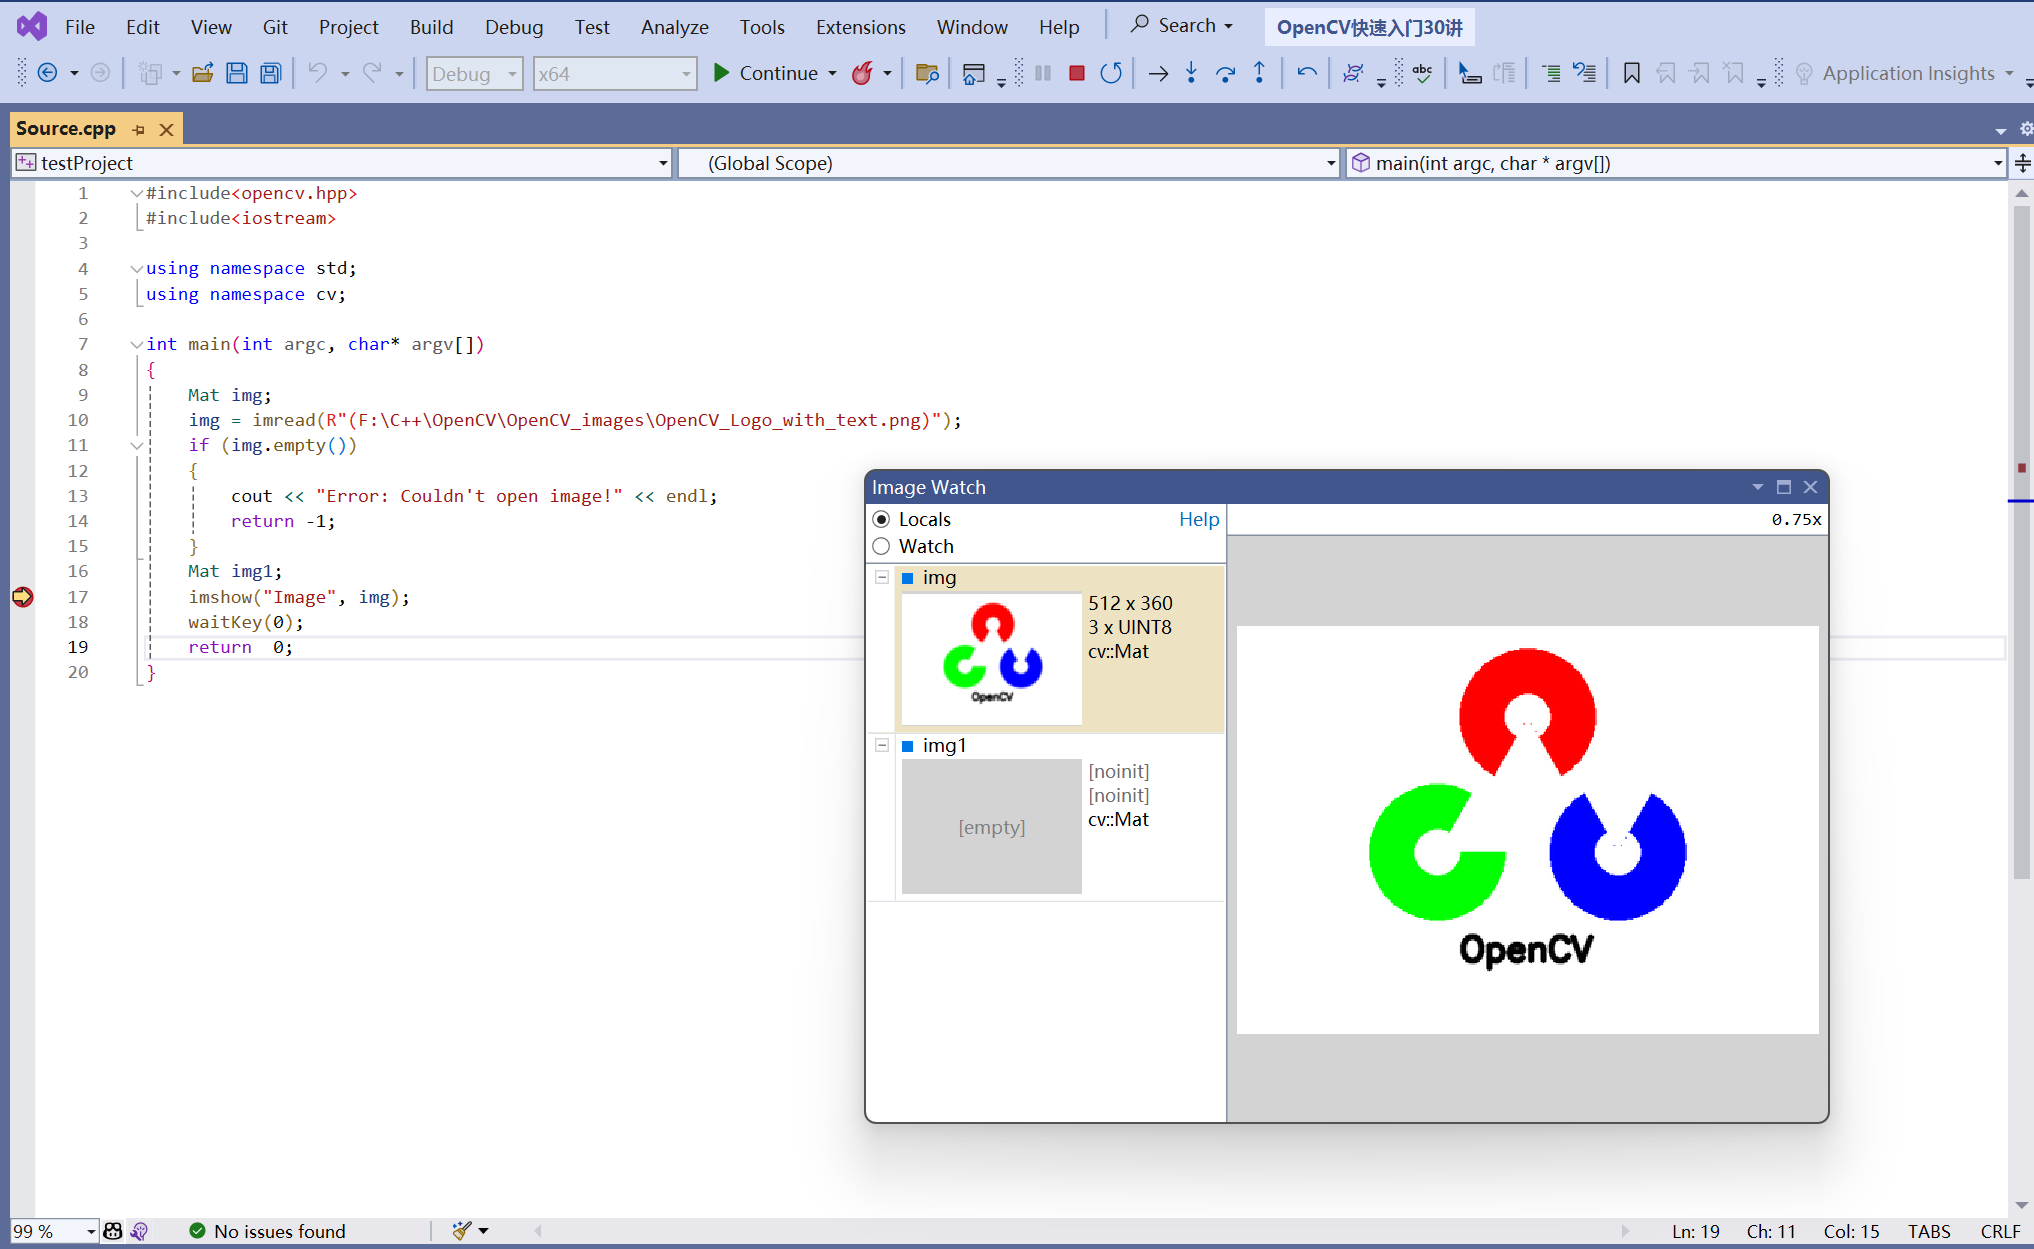 File Edit View Git Project Build Debug Test Analyze Tools Extensions Window Help Search OpenCV快速入门30讲
Debug x64 Continue abc Application Insights
Source.cpp
testProject (Global Scope) main(int argc, char * argv[])
1 #include<opencv.hpp>
2 #include<iostream>
3
4 using namespace std;
5 using namespace cv;
6
7 int main(int argc, char* argv[])
8 {
9 Mat img;
10 img = imread(R"(F:\C++\OpenCV\OpenCV_images\OpenCV_Logo_with_text.png)");
11 if (img.empty())
12 {
13 cout << "Error: Couldn't open image!" << endl;
14 return -1;
15 }
16 Mat img1;
17 imshow("Image", img);
18 waitKey(0);
19 return  0;
20 }
Image Watch
Locals Help
Watch
0.75x
img
512 x 360
3 x UINT8
cv::Mat
OpenCV
img1
[noinit]
[noinit]
cv::Mat
[empty]
OpenCV
99 % No issues found Ln: 19 Ch: 11 Col: 15 TABS CRLF